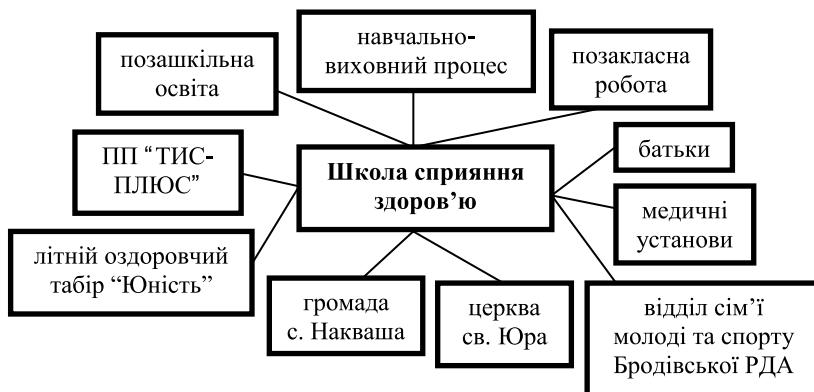 навчально-
виховний процес
позашкільна
освіта
позакласна
робота
ПП “ТИС-
ПЛЮС”
Школа сприяння
здоров’ю
батьки
медичні
установи
літній оздоровчий
табір “Юність”
громада
с. Накваша
церква
св. Юра
відділ сім’ї
молоді та спорту
Бродівської РДА